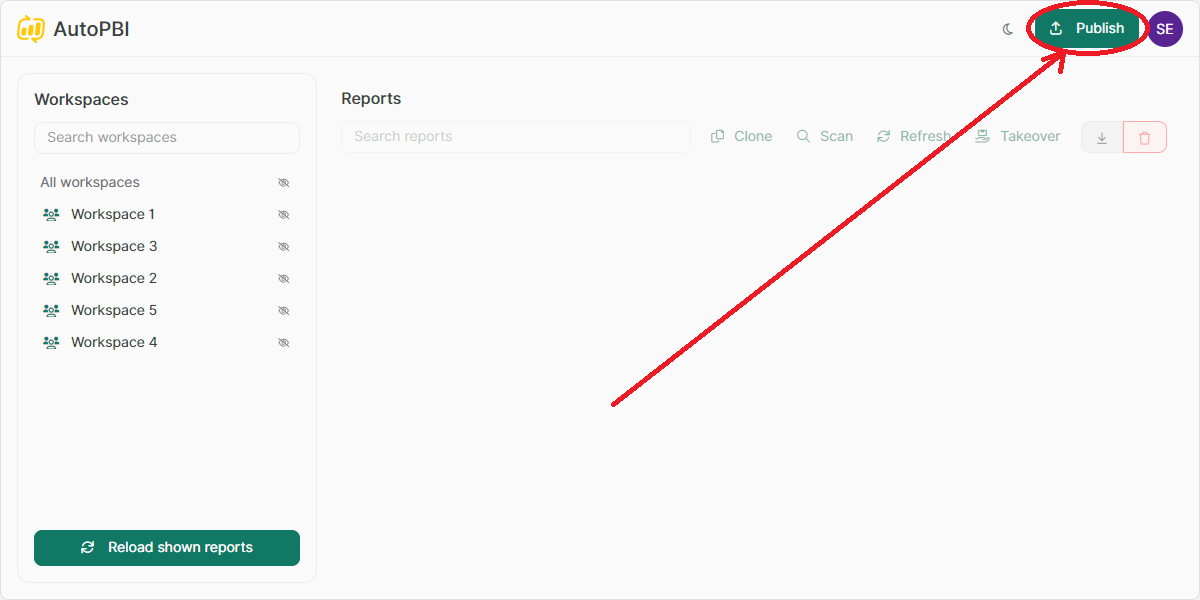 AutoPBI
Publish
SE
Workspaces
Search workspaces
All workspaces
Workspace 1
Workspace 3
Workspace 2
Workspace 5
Workspace 4
Reload shown reports
Reports
Search reports
Clone
Scan
Refresh
Takeover